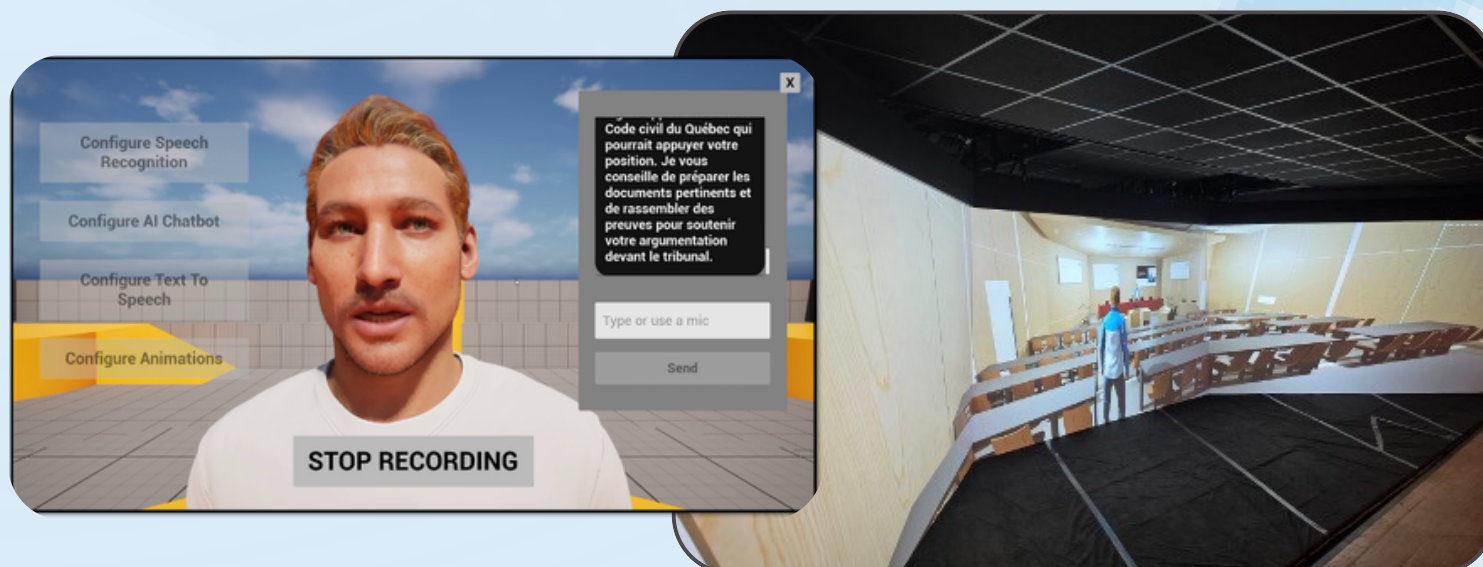 X
Configure Speech
Recognition
Configure AI Chatbot
Configure Text To
Speech
Configure Animations
Code civil du Québec qui
pourrait appuyer votre
position. Je vous
conseille de préparer les
documents pertinents et
de rassembler des
preuves pour soutenir
votre argumentation
devant le tribunal.
Type or use a mic
Send
STOP RECORDING